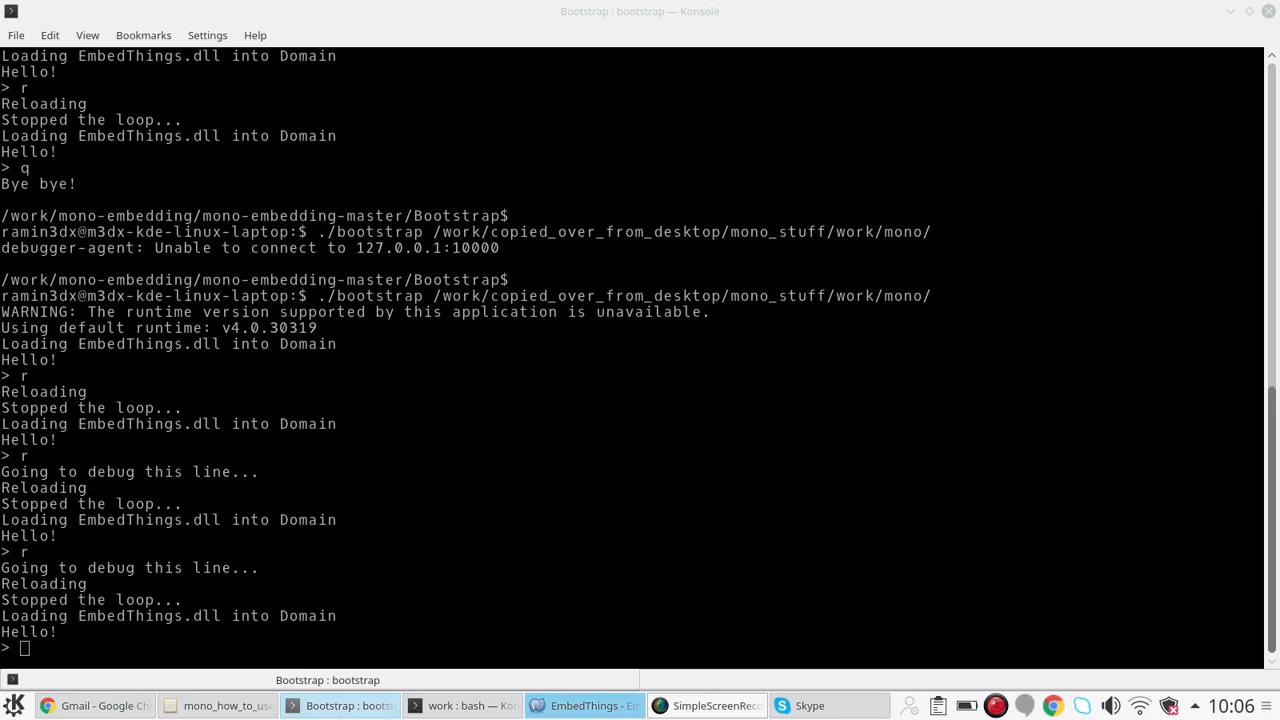 Bootstrap : bootstrap — Konsole
File Edit View Bookmarks Settings Help
Loading EmbedThings.dll into Domain
Hello!
> r
Reloading
Stopped the loop...
Loading EmbedThings.dll into Domain
Hello!
> q
Bye bye!
/work/mono-embedding/mono-embedding-master/Bootstrap$
ramin3dx@m3dx-kde-linux-laptop:$ ./bootstrap /work/copied_over_from_desktop/mono_stuff/work/mono/
debugger-agent: Unable to connect to 127.0.0.1:10000
/work/mono-embedding/mono-embedding-master/Bootstrap$
ramin3dx@m3dx-kde-linux-laptop:$ ./bootstrap /work/copied_over_from_desktop/mono_stuff/work/mono/
WARNING: The runtime version supported by this application is unavailable.
Using default runtime: v4.0.30319
Loading EmbedThings.dll into Domain
Hello!
> r
Reloading
Stopped the loop...
Loading EmbedThings.dll into Domain
Hello!
> r
Going to debug this line...
Reloading
Stopped the loop...
Loading EmbedThings.dll into Domain
Hello!
> r
Going to debug this line...
Reloading
Stopped the loop...
Loading EmbedThings.dll into Domain
Hello!
>
Bootstrap : bootstrap
Gmail - Google Ch mono_how_to_use Bootstrap : boots work : bash — Kon EmbedThings - Em SimpleScreenReco Skype 10:06